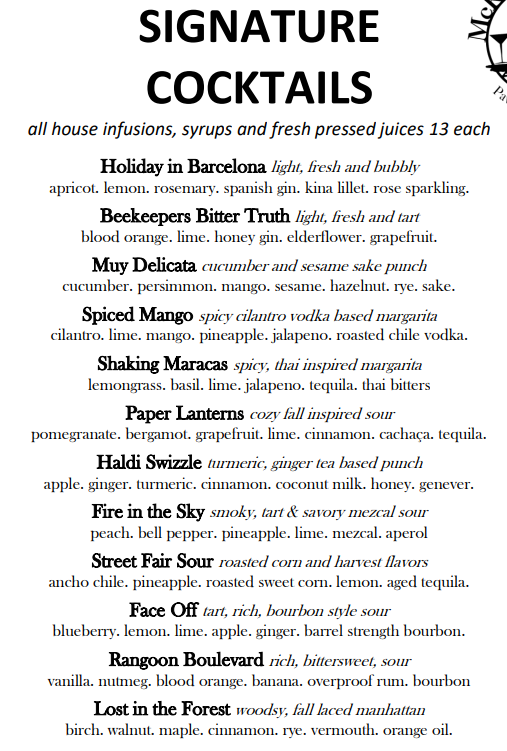 SIGNATURE
COCKTAILS
all house infusions, syrups and fresh pressed juices 13 each
Holiday in Barcelona light, fresh and bubbly
apricot. lemon. rosemary. spanish gin. kina lillet. rose sparkling.
Beekeepers Bitter Truth light, fresh and tart
blood orange. lime. honey gin. elderflower. grapefruit.
Muy Delicata cucumber and sesame sake punch
cucumber. persimmon. mango. sesame. hazelnut. rye. sake.
Spiced Mango spicy cilantro vodka based margarita
cilantro. lime. mango. pineapple. jalapeno. roasted chile vodka.
Shaking Maracas spicy, thai inspired margarita
lemongrass. basil. lime. jalapeno. tequila. thai bitters
Paper Lanterns cozy fall inspired sour
pomegranate. bergamot. grapefruit. lime. cinnamon. cachaça. tequila.
Haldi Swizzle turmeric, ginger tea based punch
apple. ginger. turmeric. cinnamon. coconut milk. honey. genever.
Fire in the Sky smoky, tart & savory mezcal sour
peach. bell pepper. pineapple. lime. mezcal. aperol
Street Fair Sour roasted corn and harvest flavors
ancho chile. pineapple. roasted sweet corn. lemon. aged tequila.
Face Off tart, rich, bourbon style sour
blueberry. lemon. lime. apple. ginger. barrel strength bourbon.
Rangoon Boulevard rich, bittersweet, sour
vanilla. nutmeg. blood orange. banana. overproof rum. bourbon
Lost in the Forest woodsy, fall laced manhattan
birch. walnut. maple. cinnamon. rye. vermouth. orange oil.